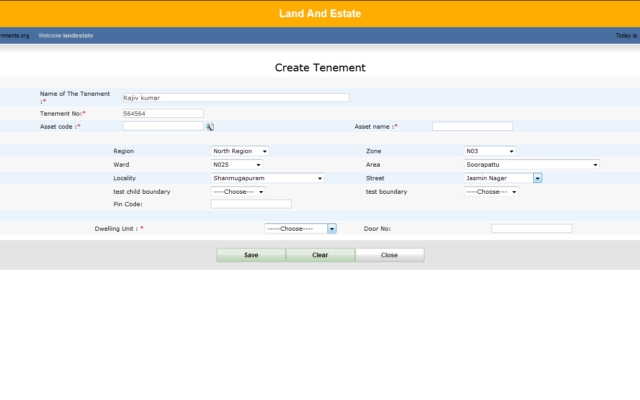 Land And Estate
nments.org Welcome landestate Today is:
Create Tenement
Name of The Tenement :* Rajiv kumar
Tenement No:* 564564
Asset code :* Asset name :*
Region North Region Zone N03
Ward N025 Area Soorapattu
Locality Shanmugapuram Street Jasmin Nagar
test child boundary ----Choose--- test boundary ----Choose---
Pin Code:
Dwelling Unit : * -----Choose---- Door No:
Save Clear Close